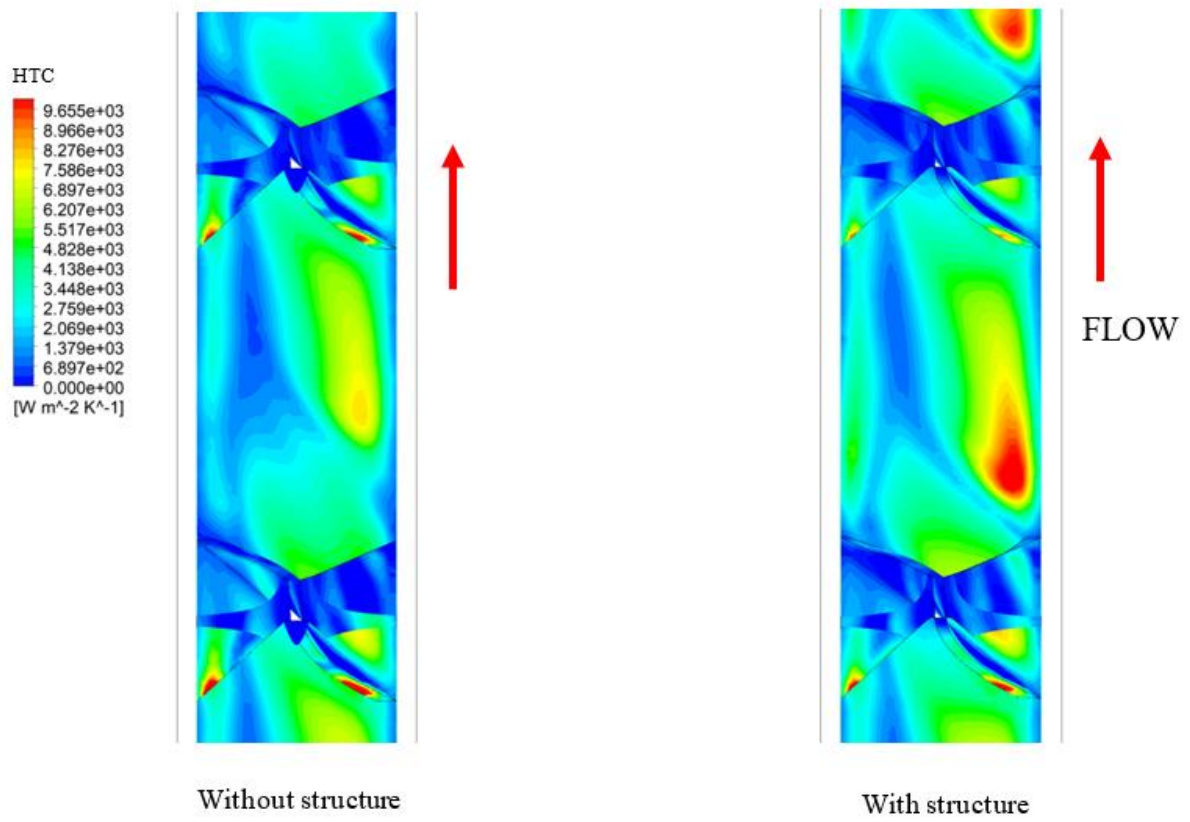 HTC
9.655e+03
8.966e+03
8.276e+03
7.586e+03
6.897e+03
6.207e+03
5.517e+03
4.828e+03
4.138e+03
3.448e+03
2.759e+03
2.069e+03
1.379e+03
6.897e+02
0.000e+00
[W m^-2 K^-1]
FLOW
Without structure
With structure